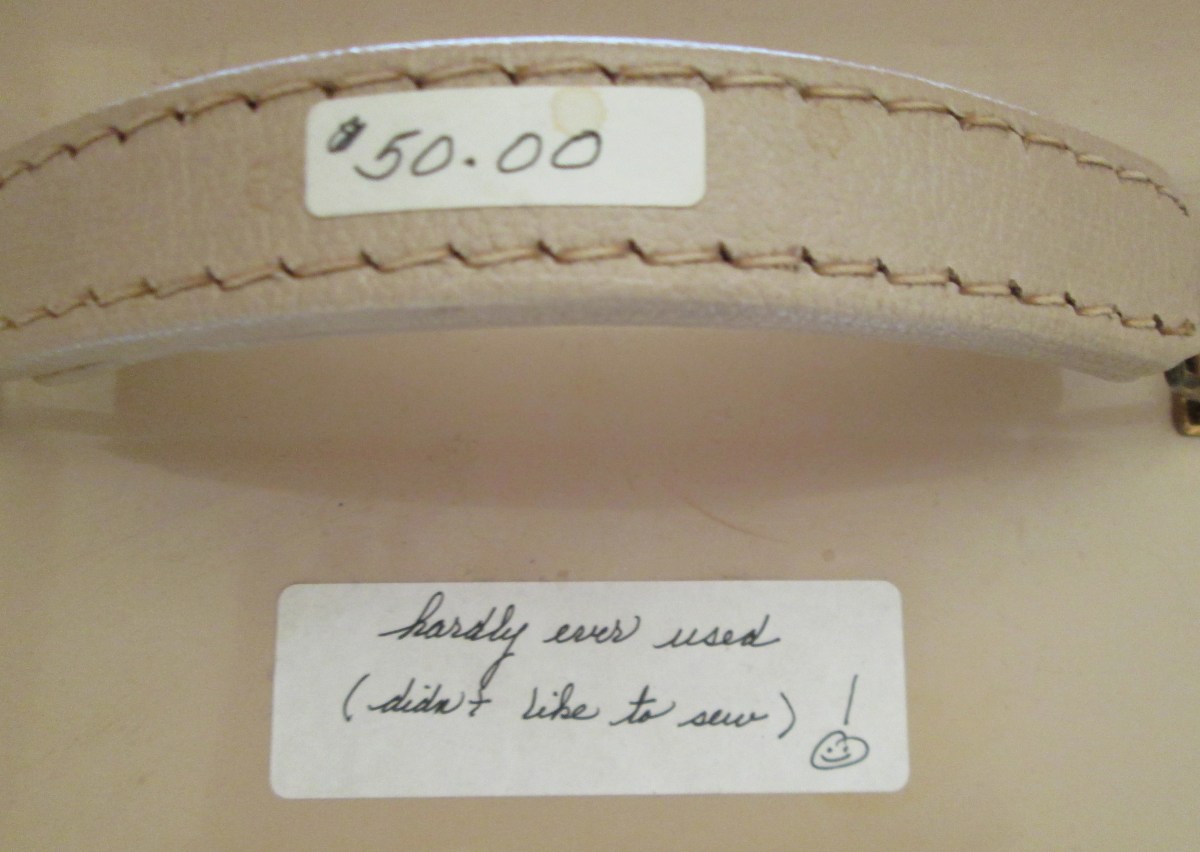 $50.00
hardly ever used
(didn't like to sew)!